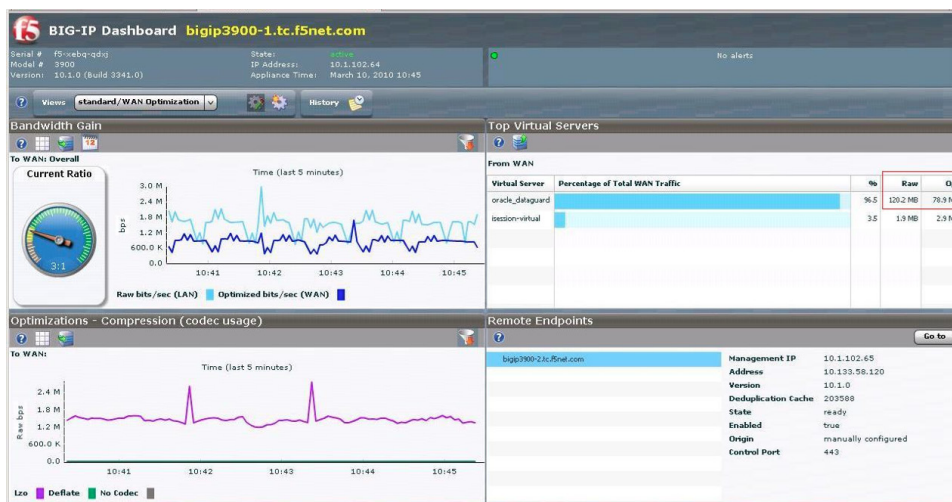 f5 BIG-IP Dashboard bigip3900-1.tc.f5net.com
Serial # f5-xebq-qdxj
Model # 3900
Version: 10.1.0 (Build 3341.0)
State: active
IP Address: 10.1.102.64
Appliance Time: March 10, 2010 10:45
No alerts
Views standard/WAN Optimization
History
Bandwidth Gain
12
To WAN: Overall
Current Ratio
3:1
Time (last 5 minutes)
3.0 M
2.4 M
1.8 M
1.2 M
600.0 K
0.0
bps
10:41 10:42 10:43 10:44 10:45
Raw bits/sec (LAN) Optimized bits/sec (WAN)
Top Virtual Servers
From WAN
Virtual Server Percentage of Total WAN Traffic % Raw
oracle_dataguard 96.5 120.2 MB 78.9 M
isession-virtual 3.5 1.9 MB 2.9 M
Optimizations - Compression (codec usage)
To WAN:
Time (last 5 minutes)
2.4 M
1.8 M
1.2 M
600.0 K
0.0
Raw bps
10:41 10:42 10:43 10:44 10:45
Lzo Deflate No Codec
Remote Endpoints
Go to
bigip3900-2.tc.f5net.com
Management IP 10.1.102.65
Address 10.133.58.120
Version 10.1.0
Deduplication Cache 203588
State ready
Enabled true
Origin manually configured
Control Port 443